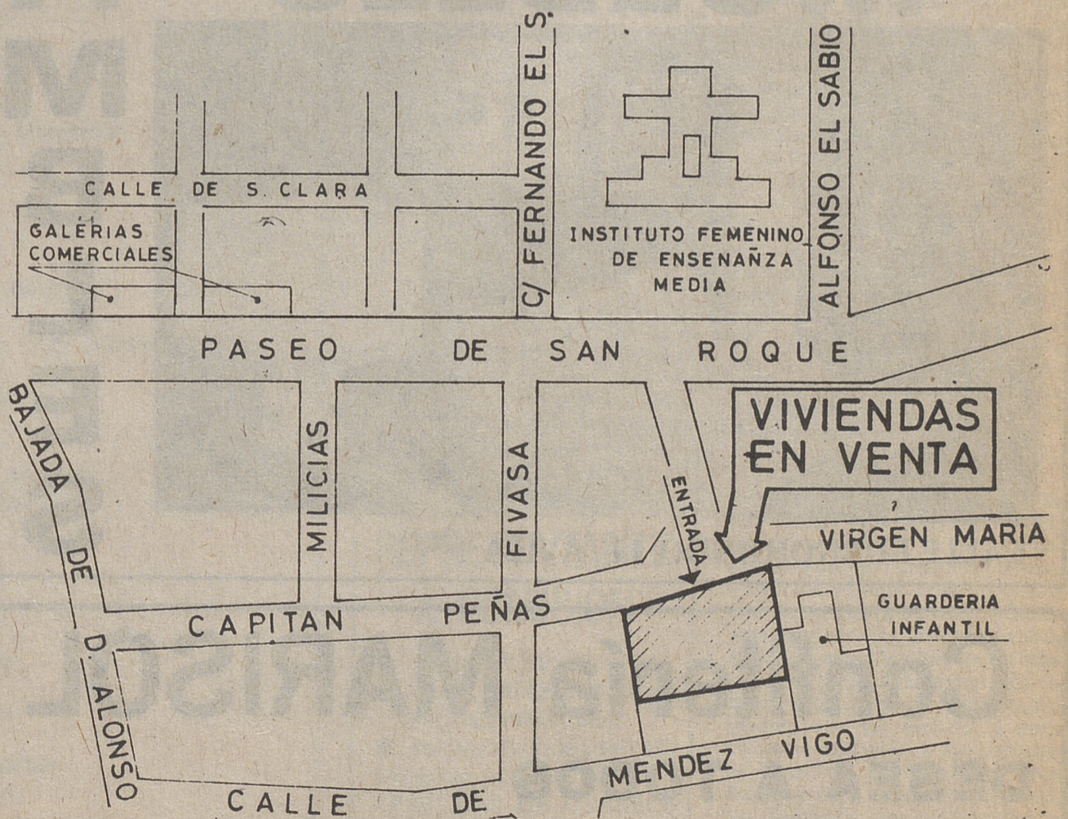 C/ FERNANDO EL S.
ALFONSO EL SABIO
CALLE DE S. CLARA
GALERIAS
COMERCIALES
INSTITUTO FEMENINO
DE ENSENAÑZA
MEDIA
PASEO DE SAN ROQUE
BAJADA DE D. ALONSO
MILICIAS
FIVASA
ENTRADA
VIVIENDAS
EN VENTA
VIRGEN MARIA
CAPITAN PEÑAS
GUARDERIA
INFANTIL
CALLE DE MENDEZ VIGO